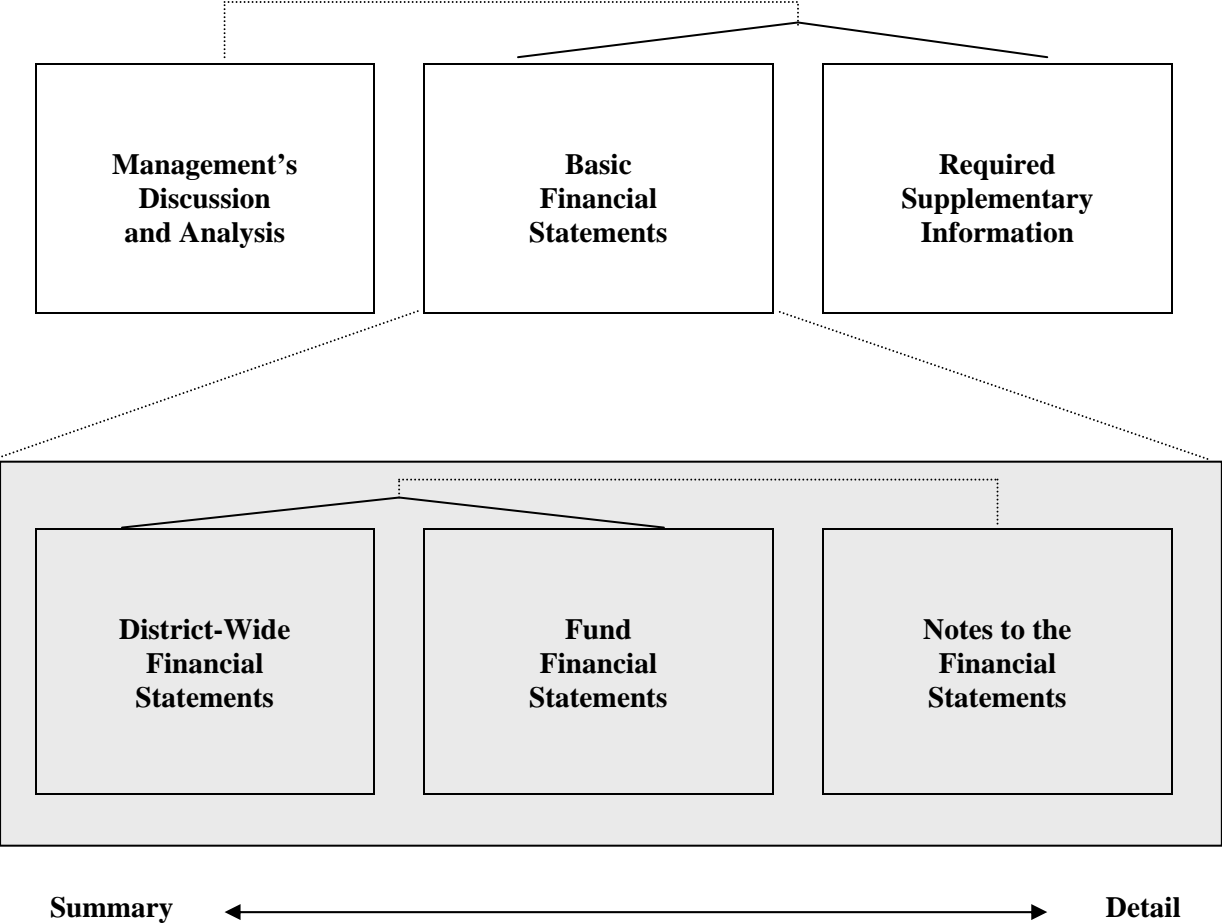 Management’s
Discussion
and Analysis
Basic
Financial
Statements
Required
Supplementary
Information
District-Wide
Financial
Statements
Fund
Financial
Statements
Notes to the
Financial
Statements
Summary
Detail